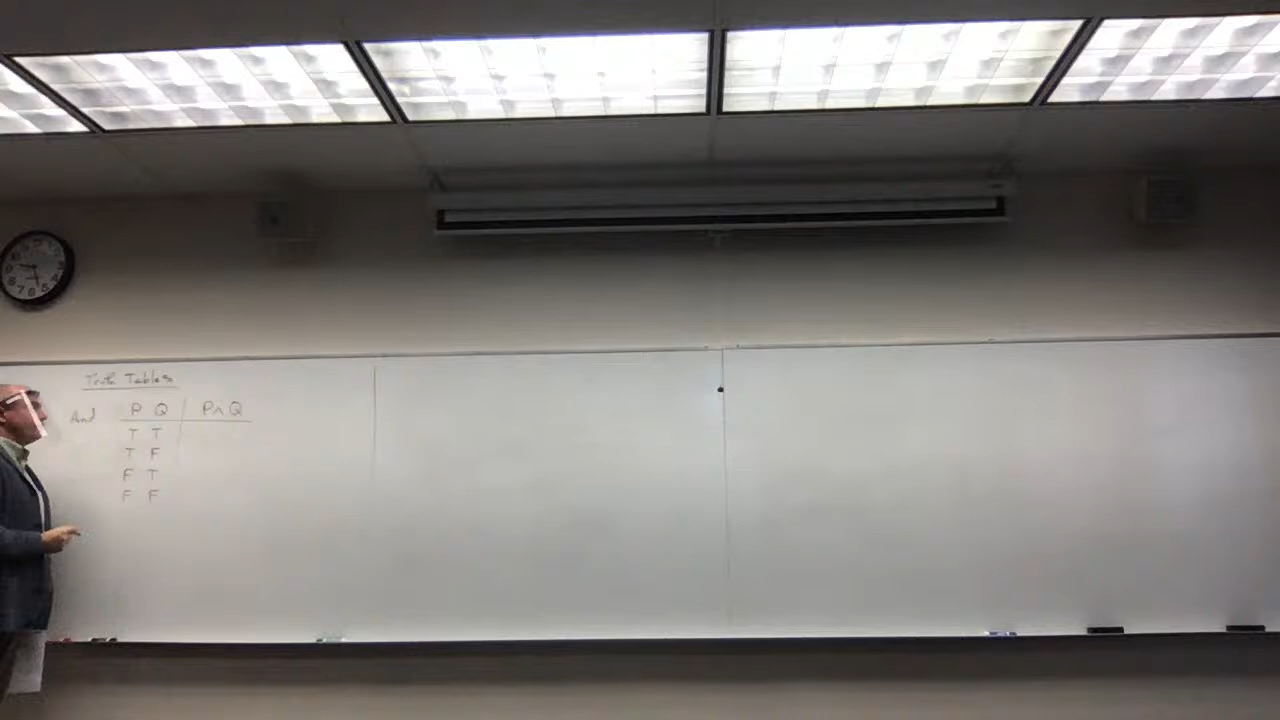 Truth Tables
And P Q P∧Q
T T
T F
F T
F F